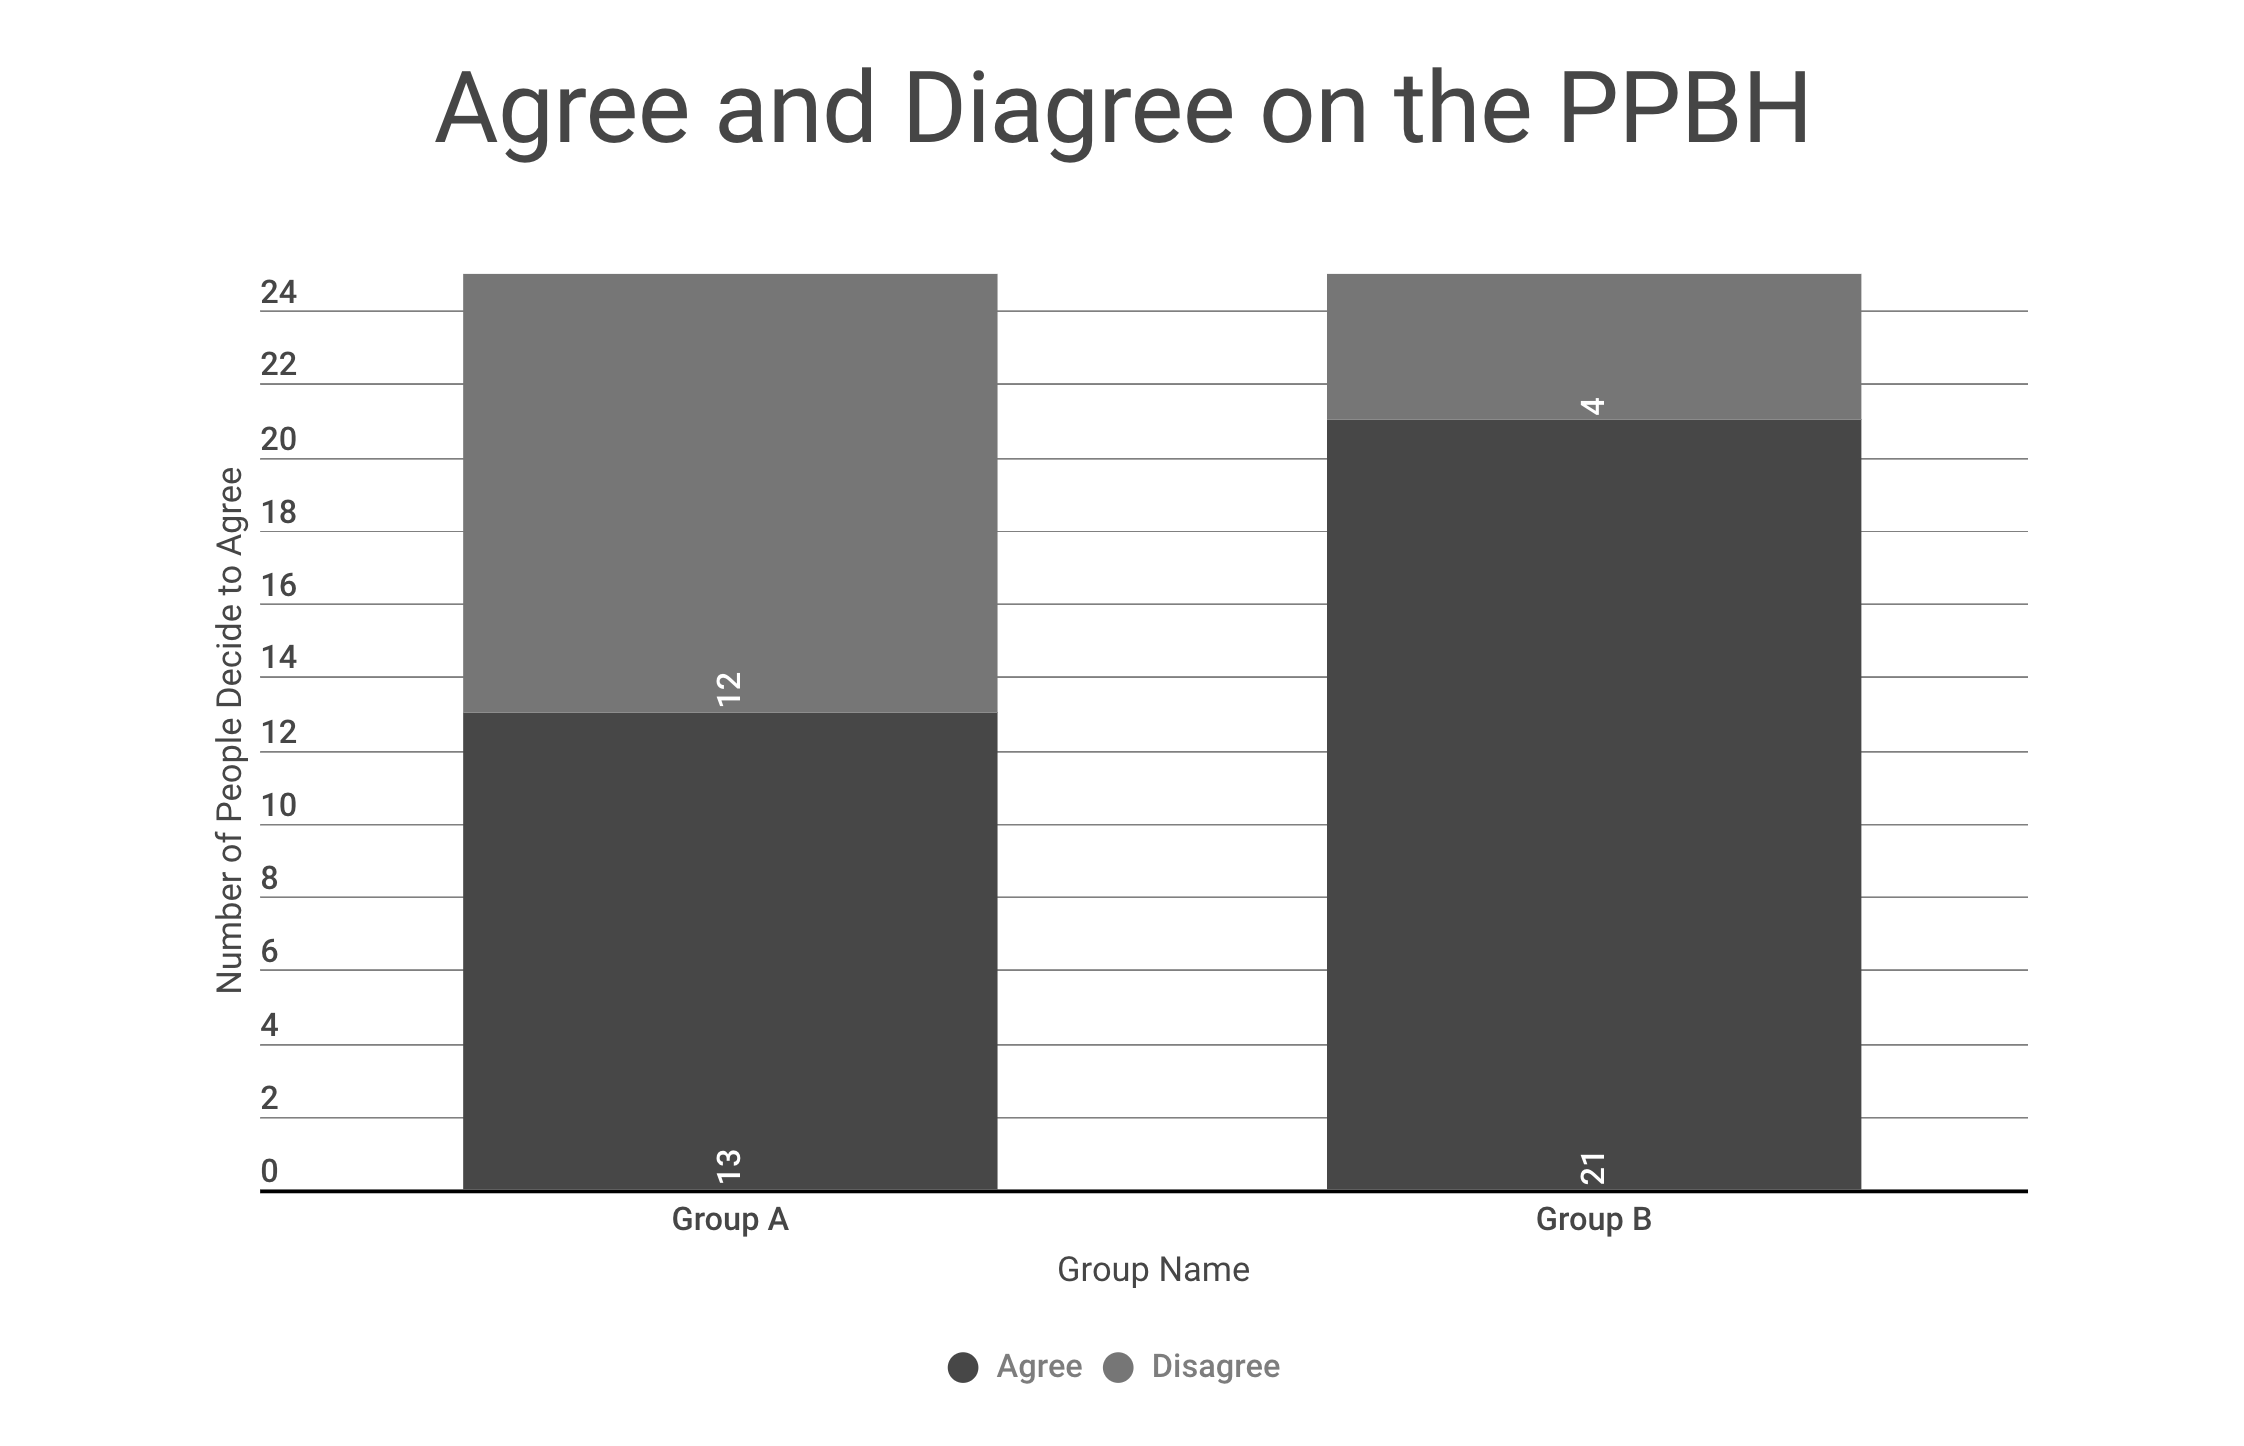 Agree and Diagree on the PPBH
Number of People Decide to Agree
24
22
20
18
16
14
12
10
8
6
4
2
0
12
13
4
21
Group A
Group B
Group Name
Agree
Disagree